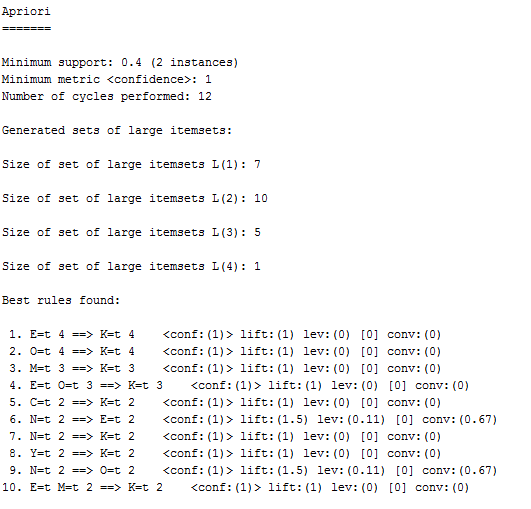 Apriori
=======
Minimum support: 0.4 (2 instances)
Minimum metric <confidence>: 1
Number of cycles performed: 12
Generated sets of large itemsets:
Size of set of large itemsets L(1): 7
Size of set of large itemsets L(2): 10
Size of set of large itemsets L(3): 5
Size of set of large itemsets L(4): 1
Best rules found:
1. E=t 4 ==> K=t 4    <conf:(1)> lift:(1) lev:(0) [0] conv:(0)
2. O=t 4 ==> K=t 4    <conf:(1)> lift:(1) lev:(0) [0] conv:(0)
3. M=t 3 ==> K=t 3    <conf:(1)> lift:(1) lev:(0) [0] conv:(0)
4. E=t O=t 3 ==> K=t 3    <conf:(1)> lift:(1) lev:(0) [0] conv:(0)
5. C=t 2 ==> K=t 2    <conf:(1)> lift:(1) lev:(0) [0] conv:(0)
6. N=t 2 ==> E=t 2    <conf:(1)> lift:(1.5) lev:(0.11) [0] conv:(0.67)
7. N=t 2 ==> K=t 2    <conf:(1)> lift:(1) lev:(0) [0] conv:(0)
8. Y=t 2 ==> K=t 2    <conf:(1)> lift:(1) lev:(0) [0] conv:(0)
9. N=t 2 ==> O=t 2    <conf:(1)> lift:(1.5) lev:(0.11) [0] conv:(0.67)
10. E=t M=t 2 ==> K=t 2    <conf:(1)> lift:(1) lev:(0) [0] conv:(0)